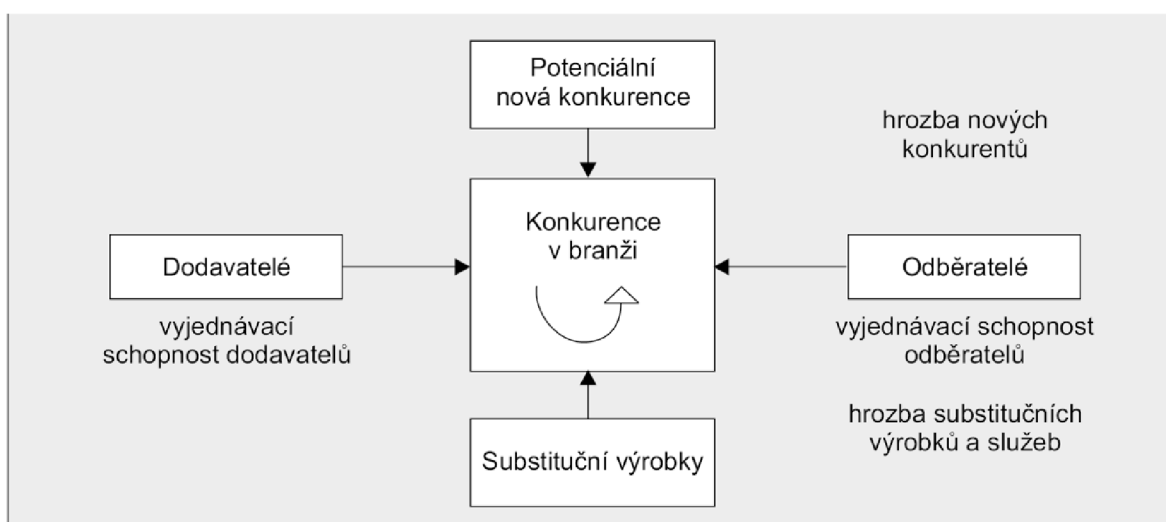 Potenciální
nová konkurence
hrozba nových
konkurentů
Konkurence
v branži
Dodavatelé
Odběratelé
vyjednávací
schopnost dodavatelů
vyjednávací schopnost
odběratelů
hrozba substitučních
výrobků a služeb
Substituční výrobky